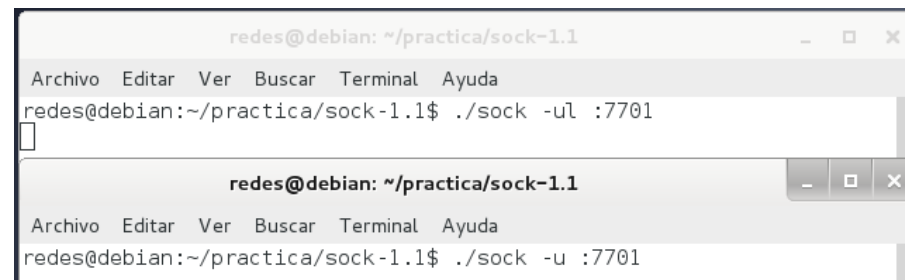 redes@debian: ~/practica/sock-1.1
Archivo Editar Ver Buscar Terminal Ayuda
redes@debian:~/practica/sock-1.1$ ./sock -ul :7701
redes@debian: ~/practica/sock-1.1
Archivo Editar Ver Buscar Terminal Ayuda
redes@debian:~/practica/sock-1.1$ ./sock -u :7701